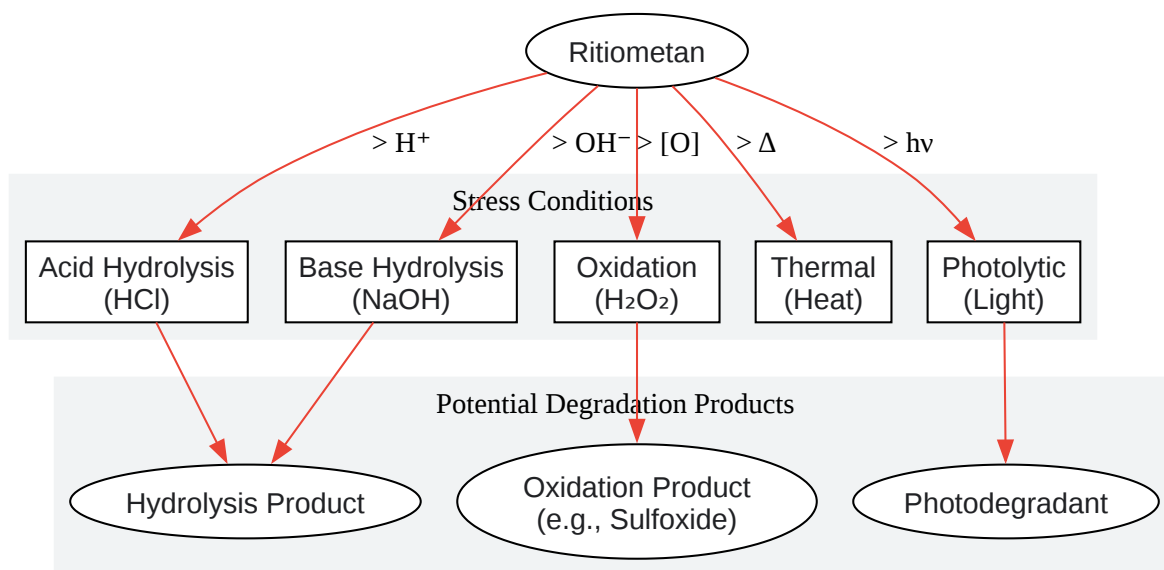 Ritiometan
> H⁺
> OH⁻
> [O]
> Δ
> hν
Stress Conditions
Acid Hydrolysis
(HCl)
Base Hydrolysis
(NaOH)
Oxidation
(H₂O₂)
Thermal
(Heat)
Photolytic
(Light)
Potential Degradation Products
Hydrolysis Product
Oxidation Product
(e.g., Sulfoxide)
Photodegradant